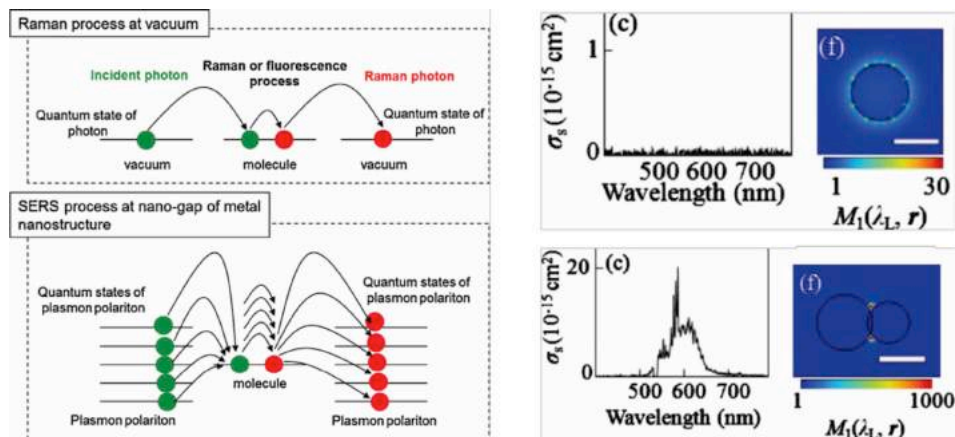 Raman process at vacuum
Incident photon
Raman or fluorescence
process
Raman photon
Quantum state of
photon
Quantum state of
photon
vacuum
molecule
vacuum
SERS process at nano-gap of metal
nanostructure
Quantum states of
plasmon polariton
Quantum states of
plasmon polariton
molecule
Plasmon polariton
Plasmon polariton
(c)
1
0
σs (10-15 cm2)
500 600 700
Wavelength (nm)
(f)
1 30
M1(λL, r)
(c)
20
0
σs (10-15 cm2)
500 600 700
Wavelength (nm)
(f)
1 1000
M1(λL, r)